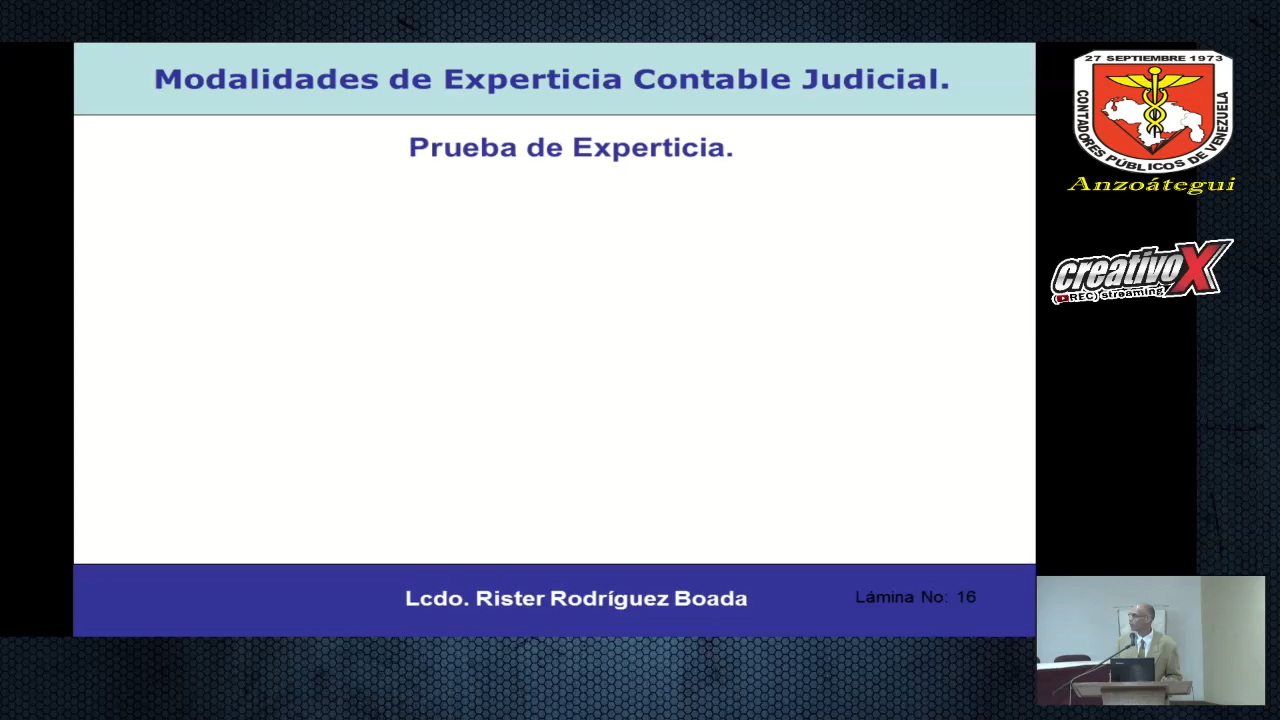 Modalidades de Experticia Contable Judicial.
Prueba de Experticia.
Lcdo. Rister Rodríguez Boada
Lámina No: 16
27 SEPTIEMBRE 1973
CONTADORES PÚBLICOS DE VENEZUELA
Anzoátegui
creativoX
(REC) streaming